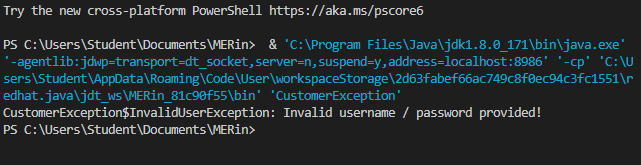 Try the new cross-platform PowerShell https://aka.ms/pscore6
PS C:\Users\Student\Documents\MERin>  & 'C:\Program Files\Java\jdk1.8.0_171\bin\java.exe'
'-agentlib:jdwp=transport=dt_socket,server=n,suspend=y,address=localhost:8986' '-cp' 'C:\U
sers\Student\AppData\Roaming\Code\User\workspaceStorage\2d63fabef66ac749c8f0ec94c3fc1551\r
edhat.java\jdt_ws\MERin_81c90f55\bin' 'CustomerException'
CustomerException$InvalidUserException: Invalid username / password provided!
PS C:\Users\Student\Documents\MERin>